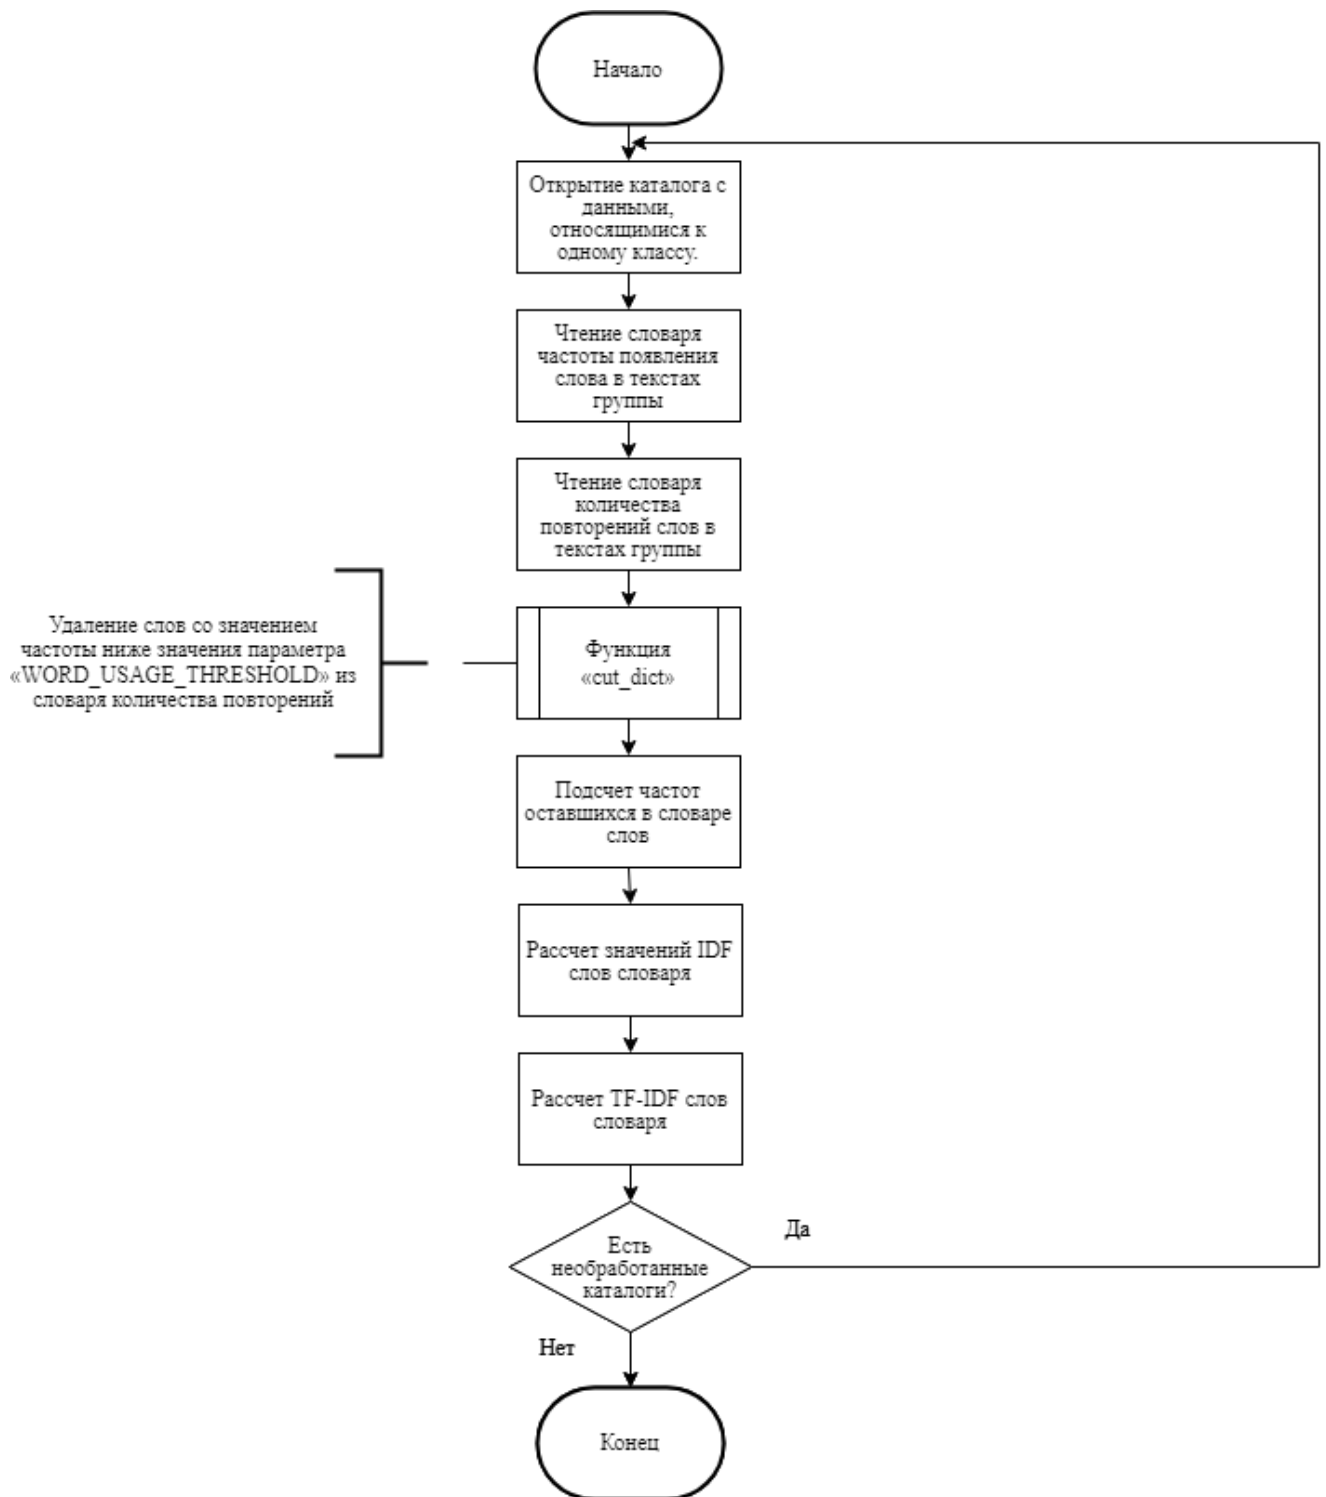 Начало
Открытие каталога с
данными,
относящимися к
одному классу.
Чтение словаря
частоты появления
слова в текстах
группы
Чтение словаря
количества
повторений слов в
текстах группы
Удаление слов со значением
частоты ниже значения параметра
«WORD_USAGE_THRESHOLD» из
словаря количества повторений
Функция
«cut_dict»
Подсчет частот
оставшихся в словаре
слов
Рассчет значений IDF
слов словаря
Рассчет TF-IDF слов
словаря
Есть
необработанные
каталоги?
Да
Нет
Конец